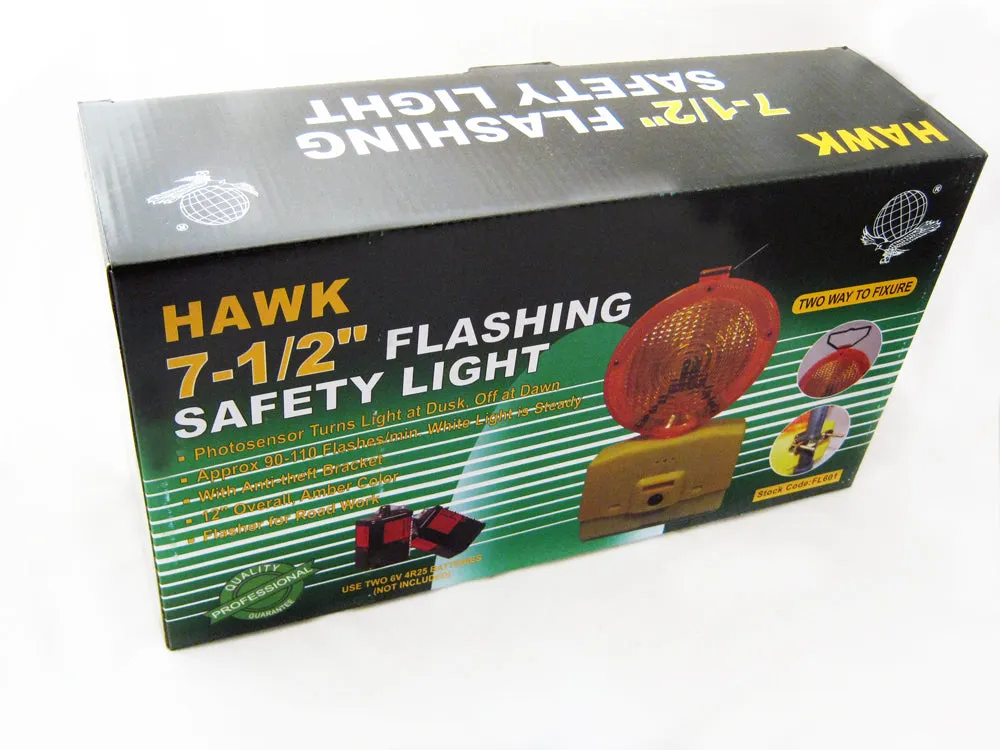 7-1/2" FLASHING
SAFETY LIGHT
HAWK
®
®
HAWK
7-1/2" FLASHING
SAFETY LIGHT
▪ Photosensor Turns Light at Dusk, Off at Dawn
▪ Approx 90-110 Flashes/min. White Light is Steady
▪ With Anti-theft Bracket
▪ 12" Overall, Amber Color
▪ Flasher for Road Work
TWO WAY TO FIXURE
Stock Code:FL601
USE TWO 6V 4R25 BATTERIES
(NOT INCLUDED)
QUALITY
PROFESSIONAL
GUARANTEE